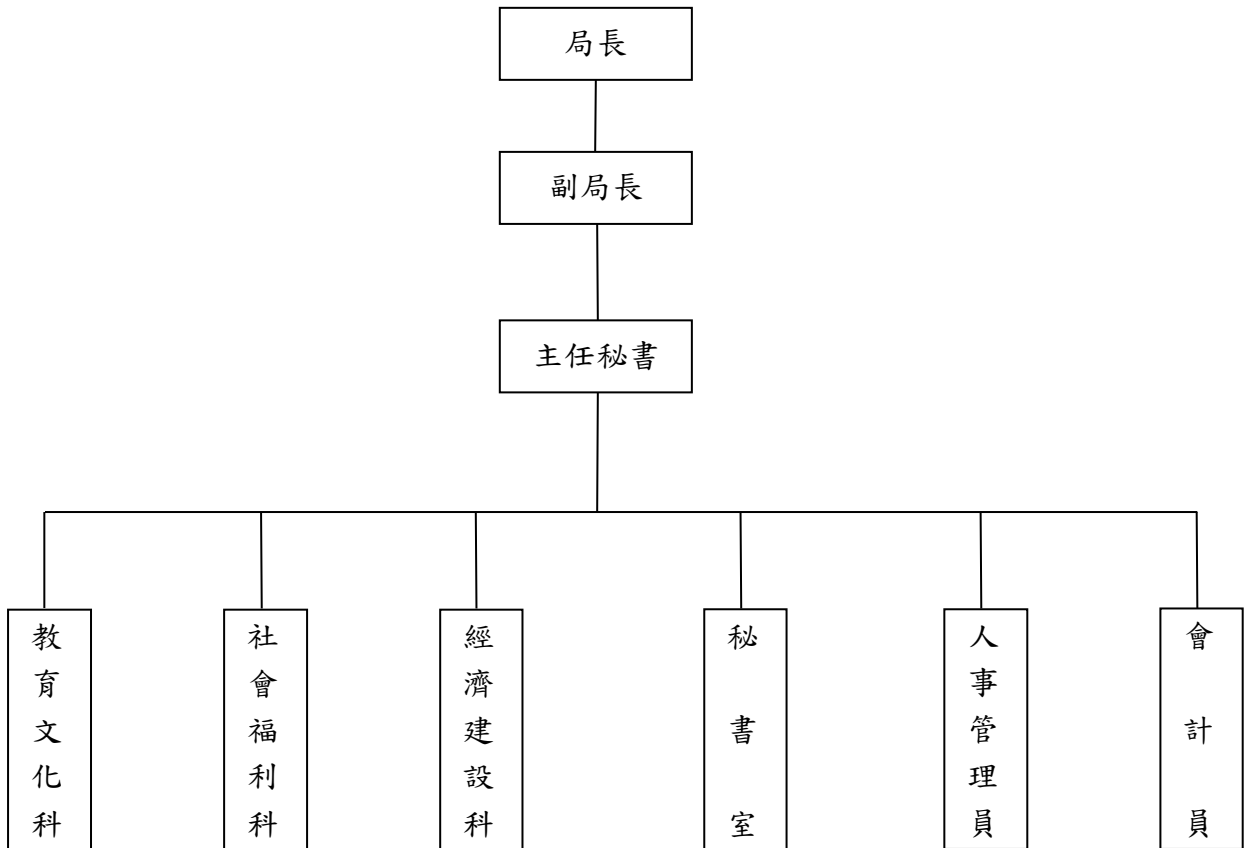 局長
副局長
主任秘書
教育文化科
社會福利科
經濟建設科
秘書室
人事管理員
會計員